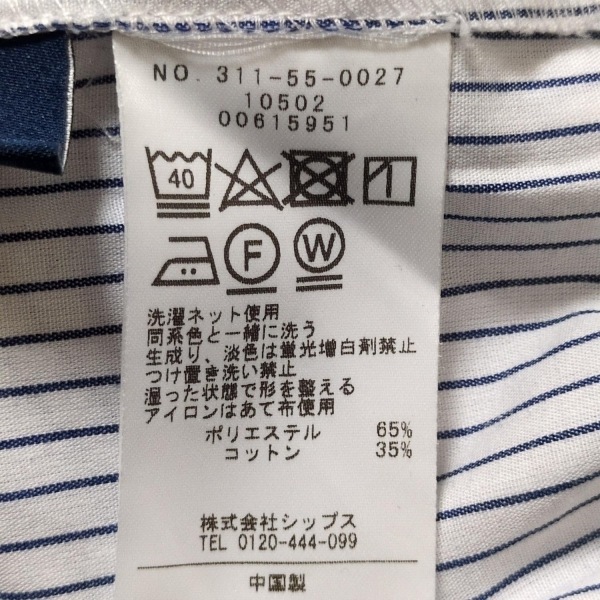 NO. 311-55-0027
10502
00615951
40
F W
洗濯ネット使用
同系色と一緒に洗う
生成り、淡色は蛍光増白剤禁止
つけ置き洗い禁止
湿った状態で形を整える
アイロンはあて布使用
ポリエステル 65%
コットン 35%
株式会社シップス
TEL 0120-444-099
中国製